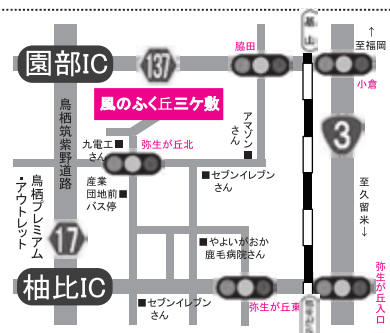 基
山
↑
至福岡
脇田
園部IC
137
小倉
風のふく丘三ケ敷
鳥栖筑紫野道路
九電工■
さん
弥生が丘北
アマゾン■
さん
3
■セブンイレブン
さん
産業
団地前■
バス停
至久留米→
鳥栖プレミアム
・アウトレット
17
■やよいがおか
鹿毛病院さん
弥生が丘入口
柚比IC
■セブンイレブン
さん
弥生が丘東